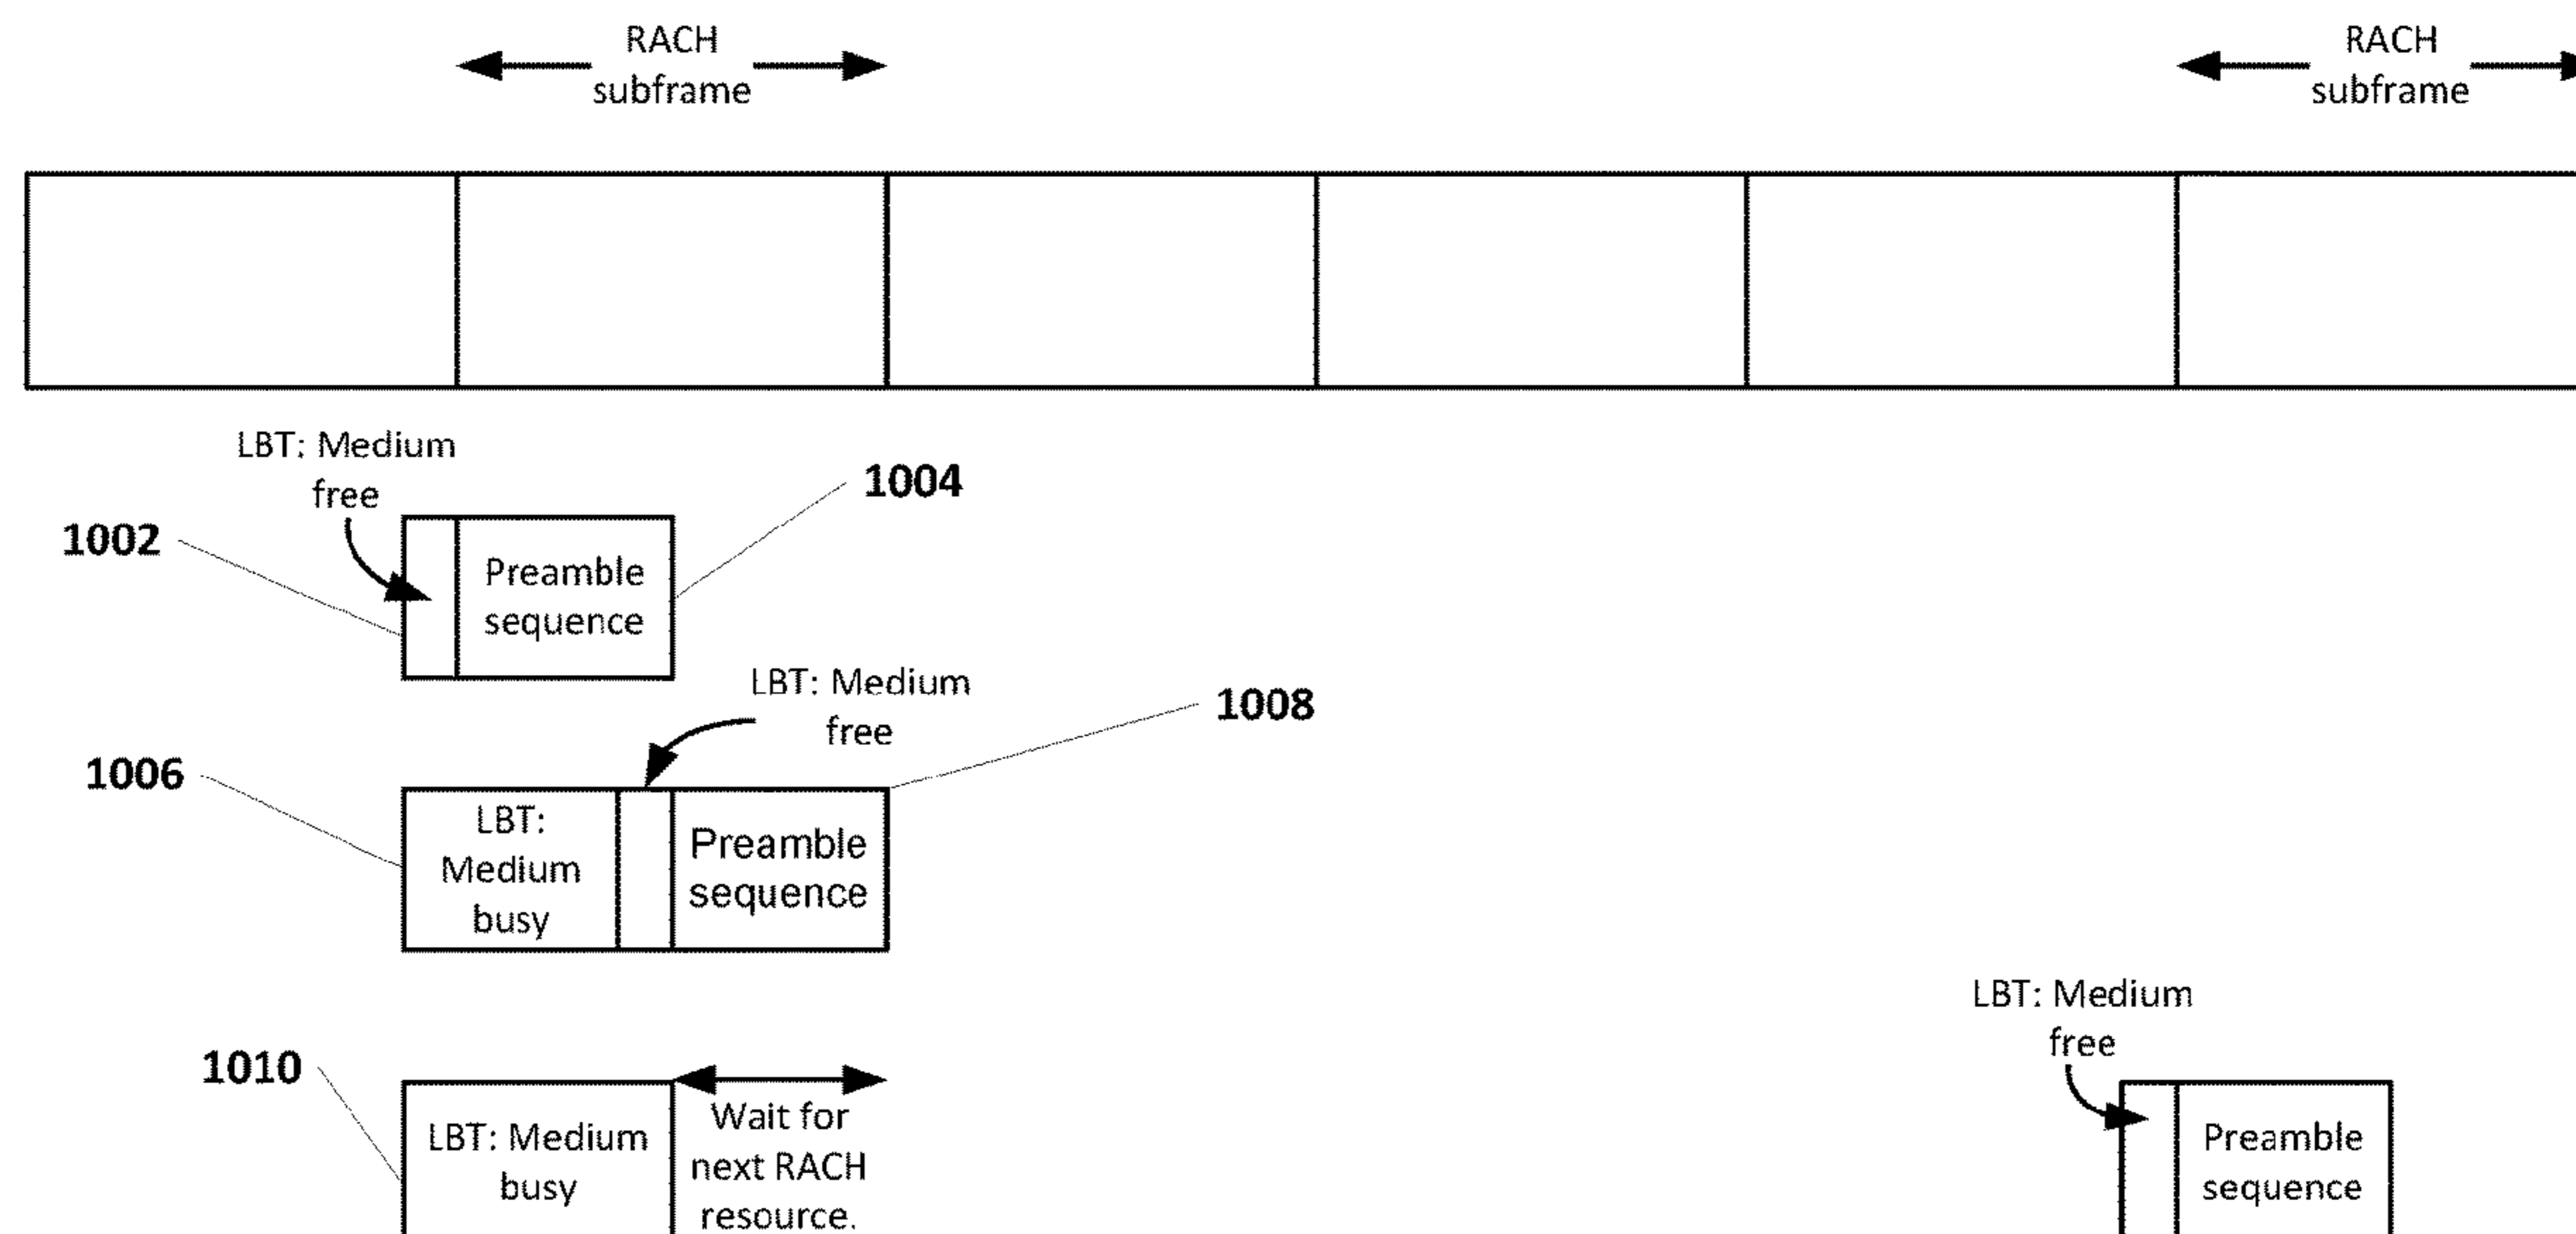 RACH
subframe
RACH
subframe
LBT: Medium
free
1002
1004
Preamble
sequence
LBT: Medium
free
1006
1008
LBT:
Medium
busy
Preamble
sequence
LBT: Medium
free
1010
LBT: Medium
busy
Wait for
next RACH
resource.
Preamble
sequence